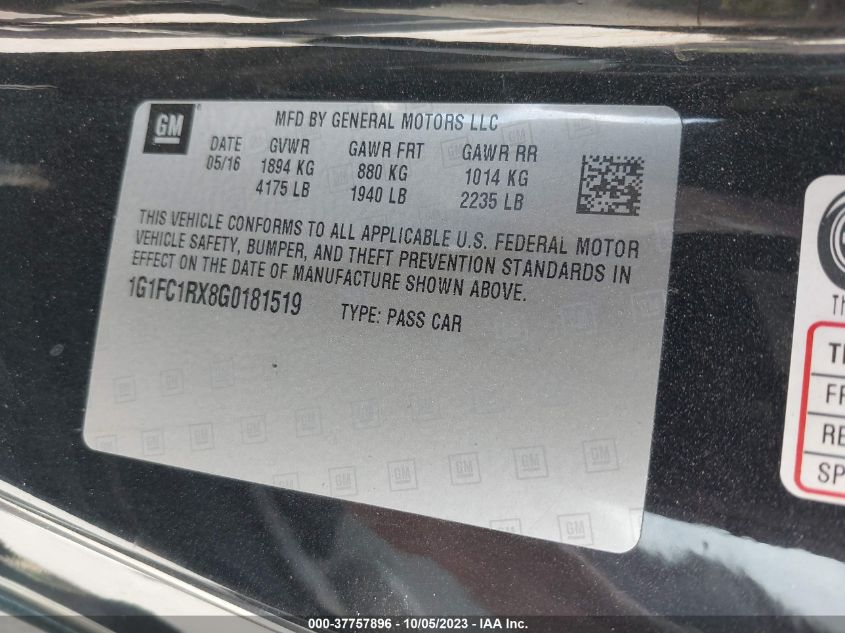 GM
MFD BY GENERAL MOTORS LLC
DATE GVWR GAWR FRT GAWR RR
05/16 1894 KG 880 KG 1014 KG
4175 LB 1940 LB 2235 LB
THIS VEHICLE CONFORMS TO ALL APPLICABLE U.S. FEDERAL MOTOR
VEHICLE SAFETY, BUMPER, AND THEFT PREVENTION STANDARDS IN
EFFECT ON THE DATE OF MANUFACTURE SHOWN ABOVE.
1G1FC1RX8G0181519 TYPE: PASS CAR
000-37757896 - 10/05/2023 - IAA Inc.